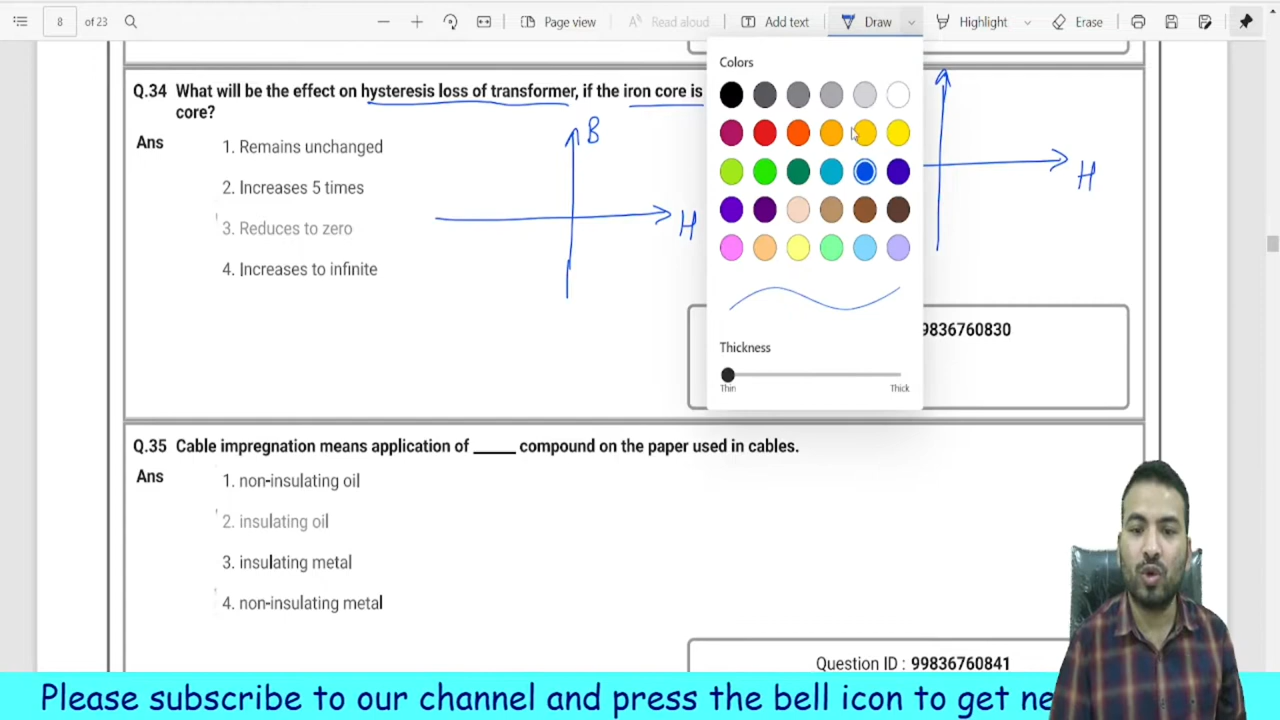 8 of 23 Page view Read aloud Add text Draw Highlight Erase
Colors
Q.34 What will be the effect on hysteresis loss of transformer, if the iron core is
core?
Ans
1. Remains unchanged
2. Increases 5 times
3. Reduces to zero
4. Increases to infinite
B
H
H
9836760830
Thickness
Thin Thick
Q.35 Cable impregnation means application of _____ compound on the paper used in cables.
Ans
1. non-insulating oil
2. insulating oil
3. insulating metal
4. non-insulating metal
Question ID : 99836760841
Please subscribe to our channel and press the bell icon to get ne